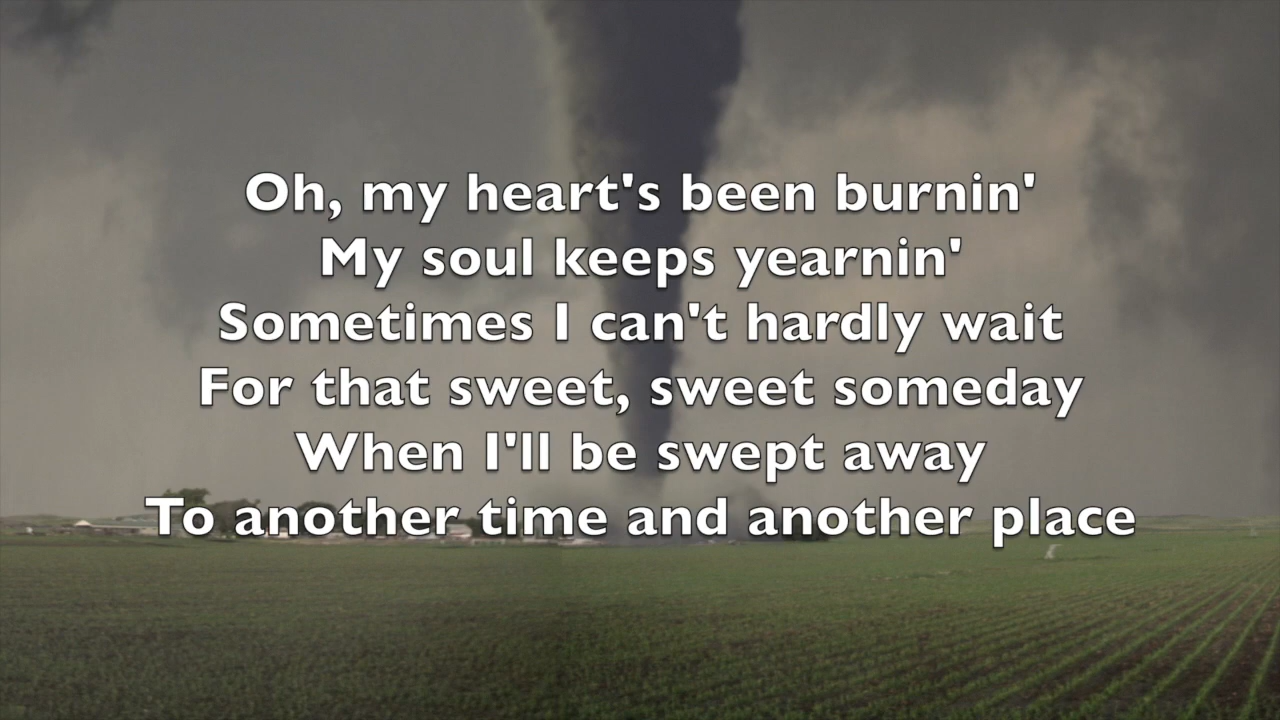 Oh, my heart's been burnin'
My soul keeps yearnin'
Sometimes I can't hardly wait
For that sweet, sweet someday
When I'll be swept away
To another time and another place